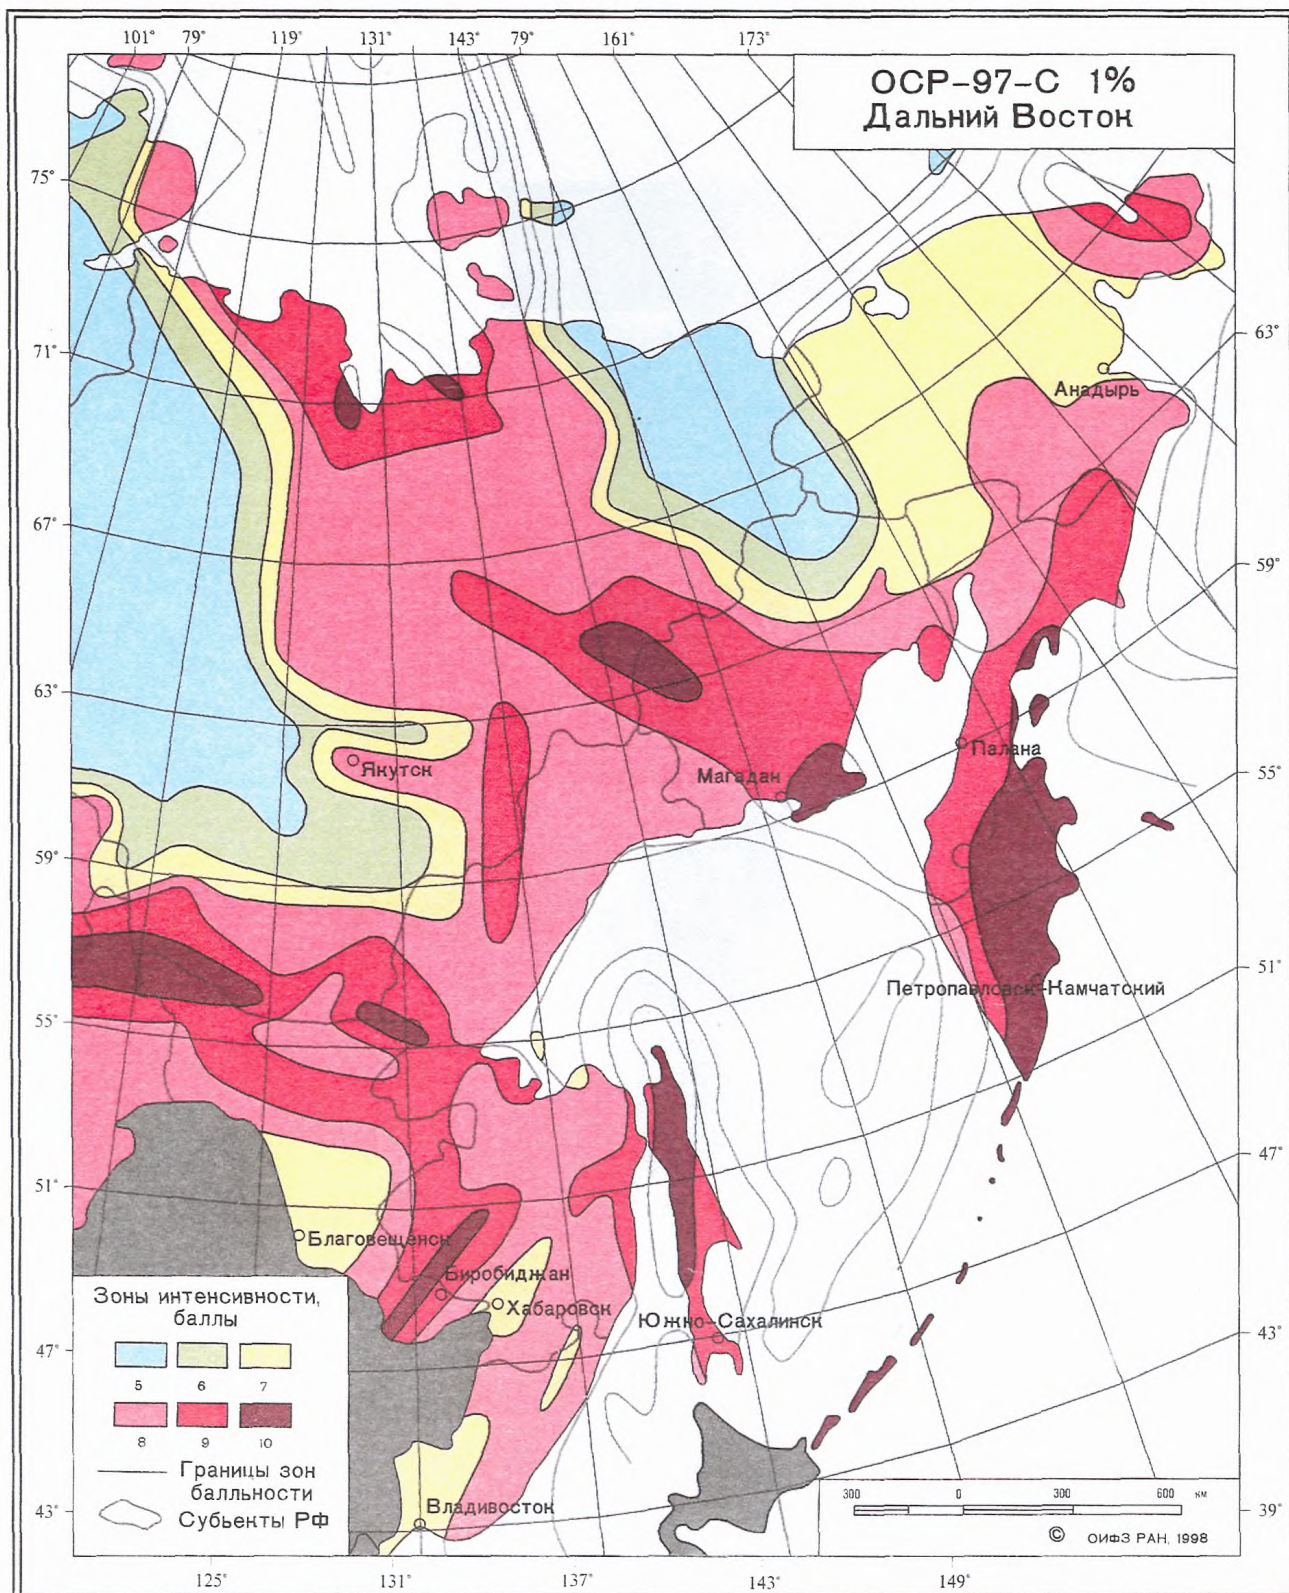 101° 79° 119° 131° 143° 79° 161° 173°
ОСР-97-С 1%
Дальний Восток
75°
71°
67°
63°
59°
55°
51°
47°
43°
63°
59°
55°
51°
47°
43°
39°
Анадырь
Якутск
Магадан
Палана
Петропавловск-Камчатский
Благовещенск
Биробиджан
Хабаровск
Южно-Сахалинск
Владивосток
Зоны интенсивности,
баллы
5 6 7
8 9 10
Границы зон
балльности
Субьекты РФ
300 0 300 600 км
© ОИФЗ РАН, 1998
125° 131° 137° 143° 149°